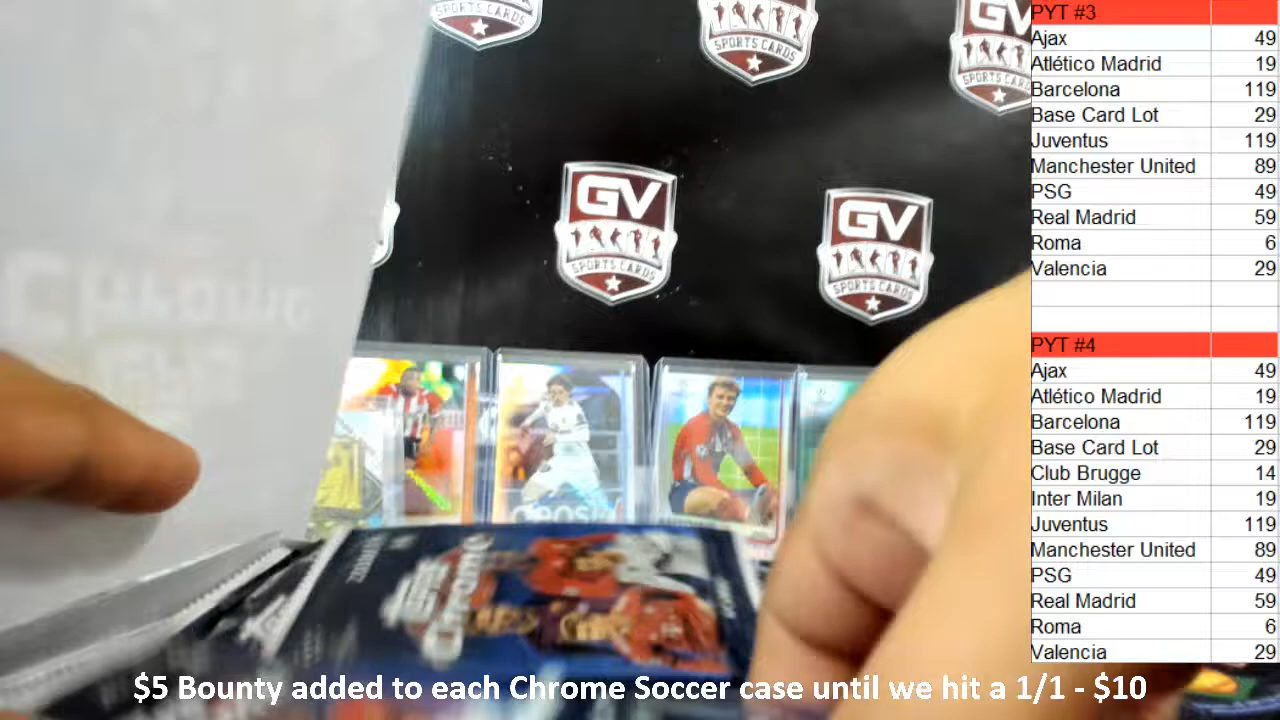 SPORTS CARDS
SPORTS CARDS
GV
SPORTS CARDS
GV
SPORTS CARDS
GV
SPORTS CARDS
CHROME
PYT #3
Ajax 49
Atlético Madrid 19
Barcelona 119
Base Card Lot 29
Juventus 119
Manchester United 89
PSG 49
Real Madrid 59
Roma 6
Valencia 29
PYT #4
Ajax 49
Atlético Madrid 19
Barcelona 119
Base Card Lot 29
Club Brugge 14
Inter Milan 19
Juventus 119
Manchester United 89
PSG 49
Real Madrid 59
Roma 6
Valencia 29
$5 Bounty added to each Chrome Soccer case until we hit a 1/1 - $10